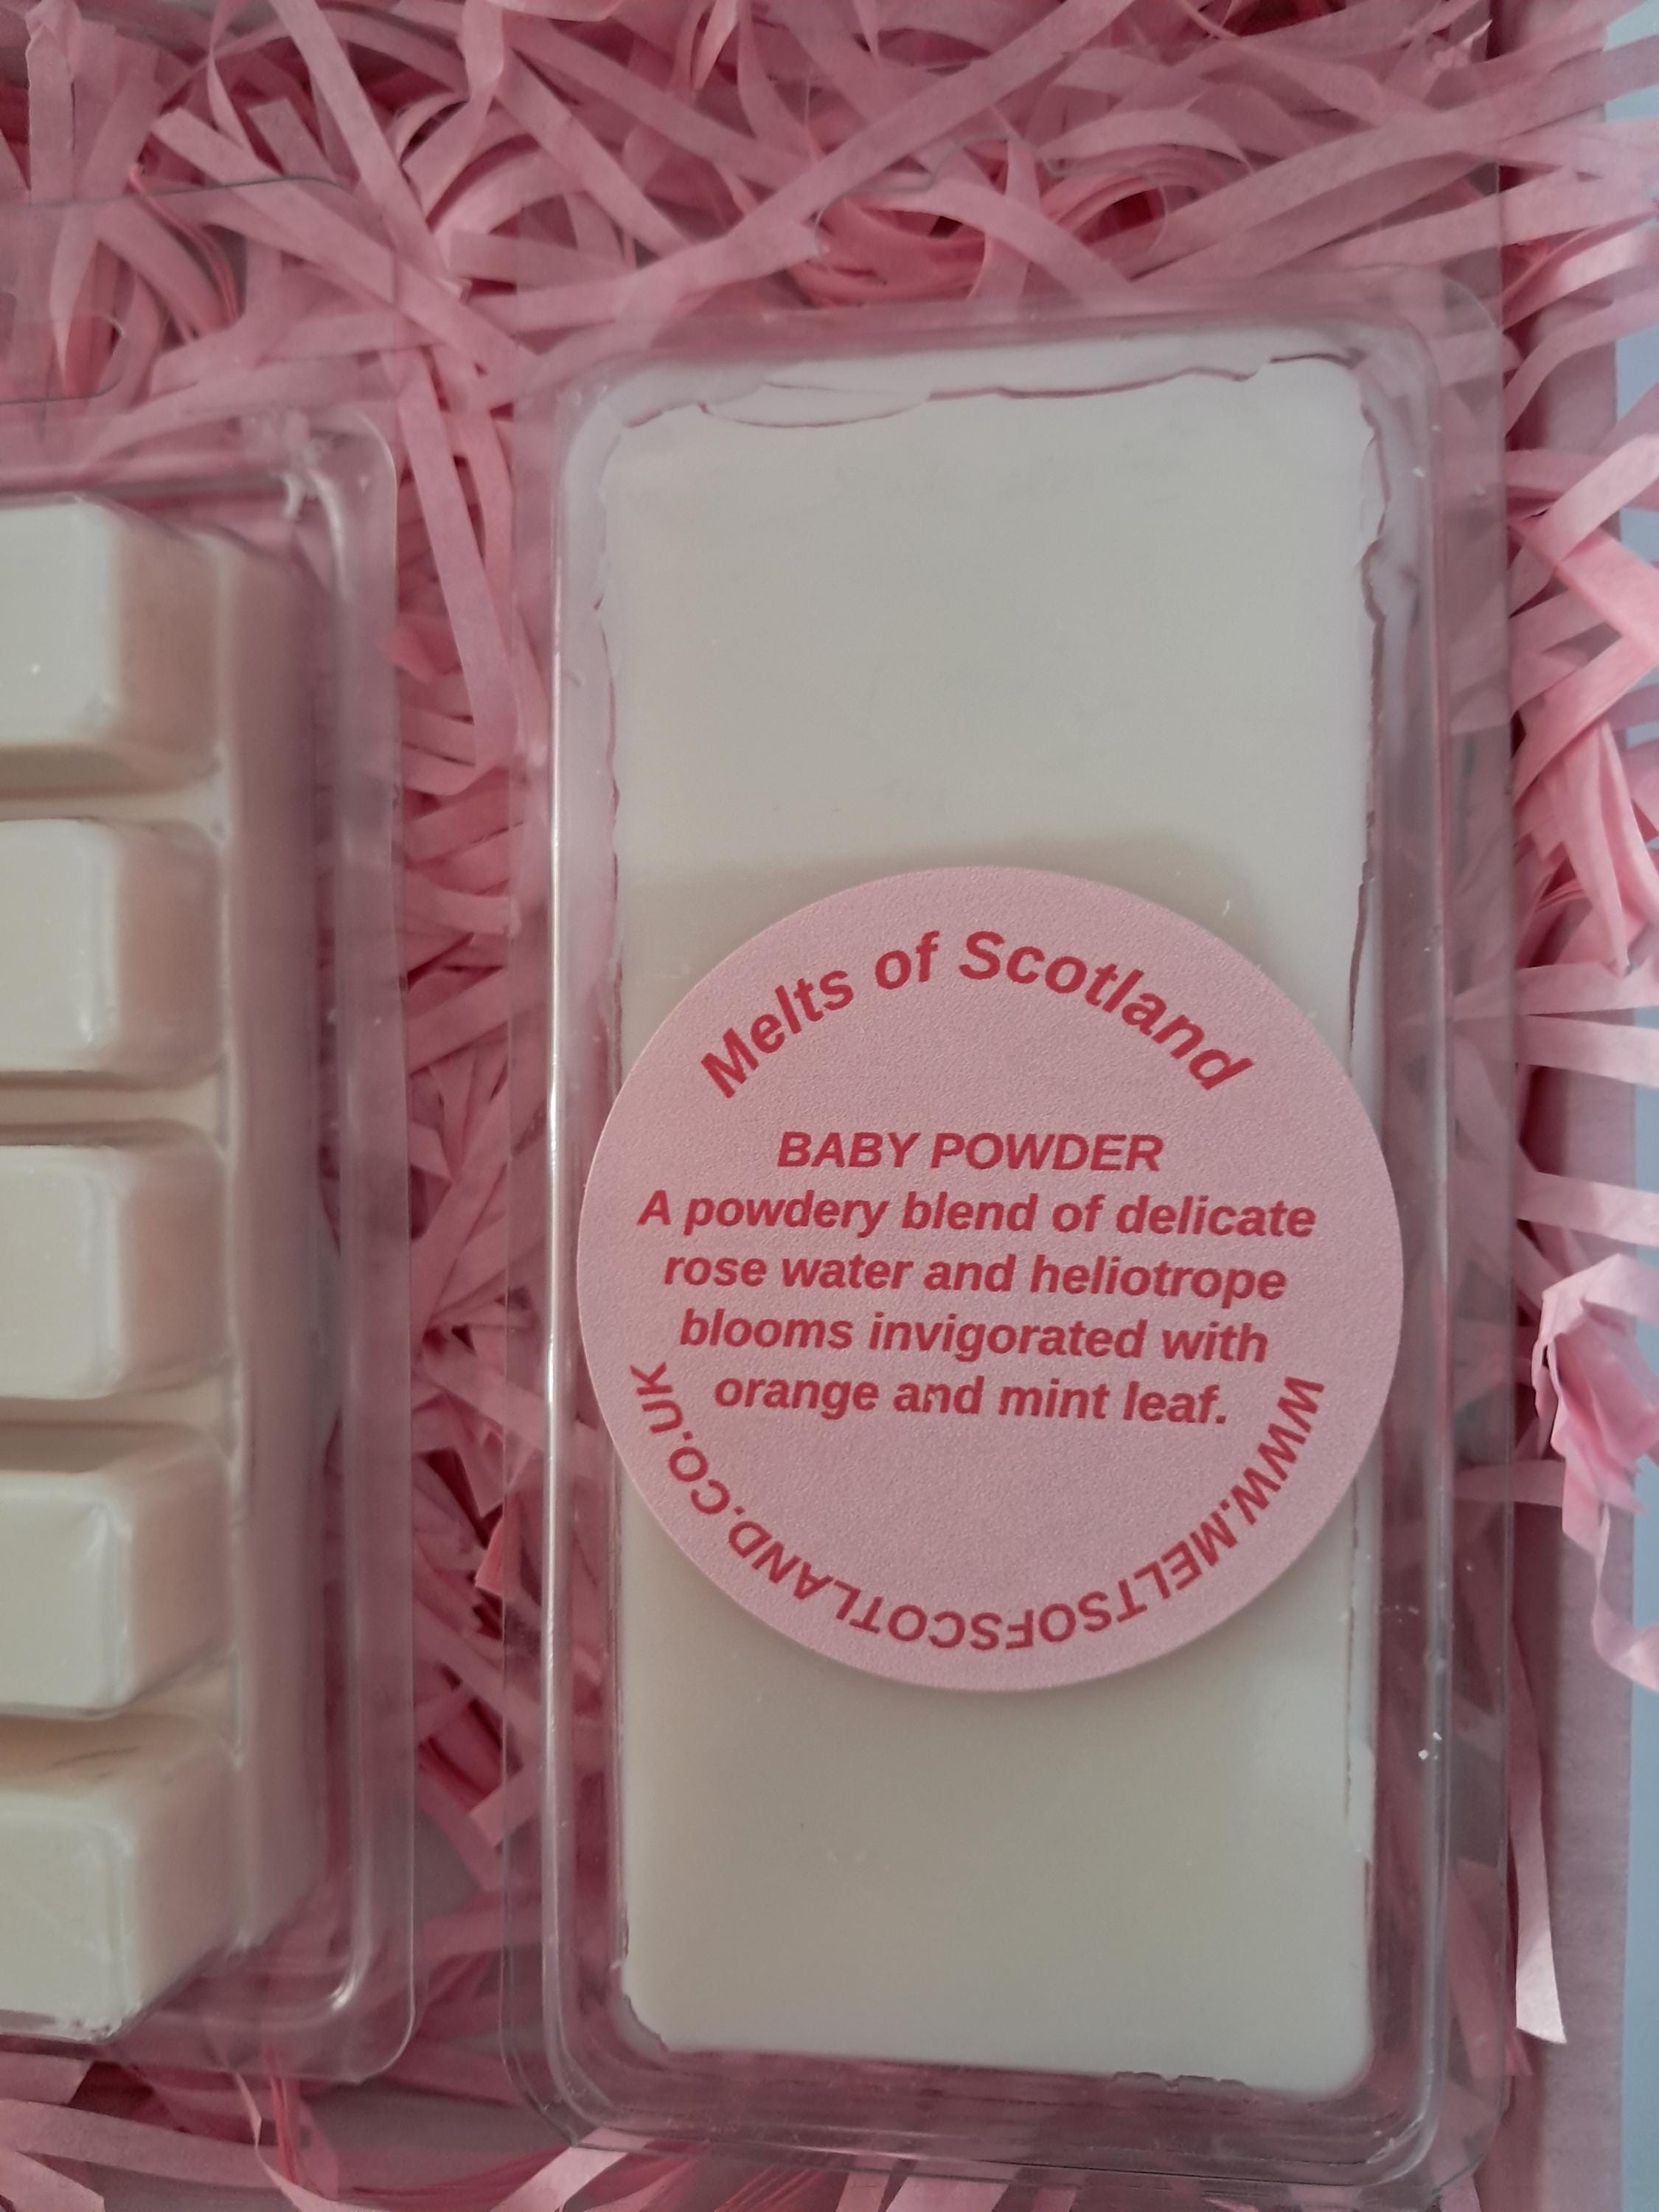 Melts of Scotland
BABY POWDER
A powdery blend of delicate
rose water and heliotrope
blooms invigorated with
orange and mint leaf.
WWW.MELTSOFSCOTLAND.CO.UK